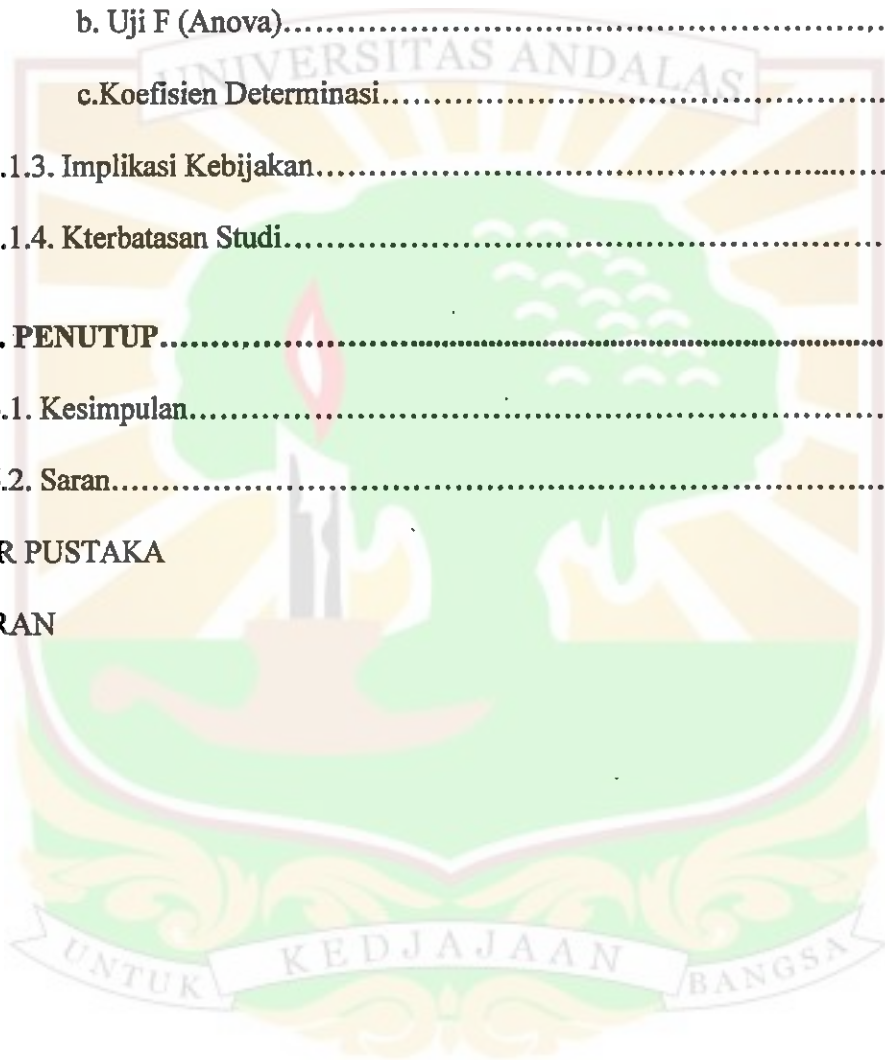 b. Uji F (Anova)
UNIVERSITAS ANDALAS
c.Koefisien Determinasi
.1.3. Implikasi Kebijakan
.1.4. Kterbatasan Studi
. PENUTUP
.1. Kesimpulan
.2. Saran
R PUSTAKA
RAN
UNTUK KEDJAJAAN BANGSA